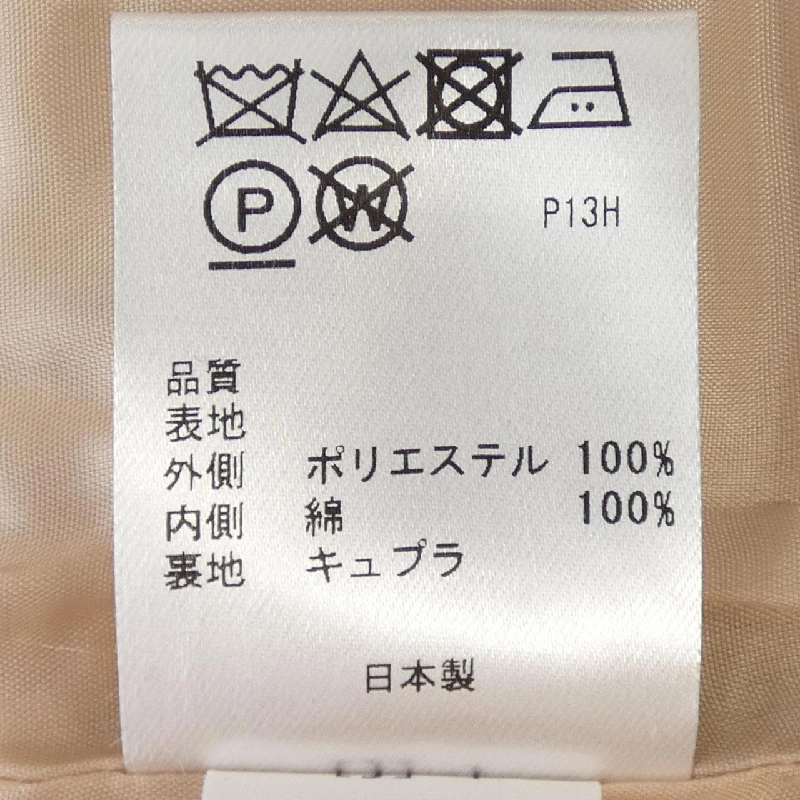 P W P13H
品質
表地
外側 ポリエステル 100%
内側 綿 100%
裏地 キュプラ
日本製